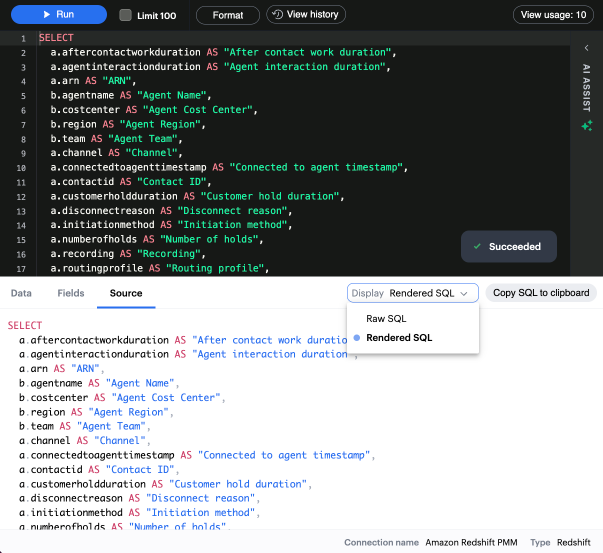 Run
Limit 100
Format
View history
View usage: 10
1 SELECT
2 a.aftercontactworkduration AS "After contact work duration",
3 a.agentinteractionduration AS "Agent interaction duration",
4 a.arn AS "ARN",
5 b.agentname AS "Agent Name",
6 b.costcenter AS "Agent Cost Center",
7 b.region AS "Agent Region",
8 b.team AS "Agent Team",
9 a.channel AS "Channel",
10 a.connectedtoagenttimestamp AS "Connected to agent timestamp",
11 a.contactid AS "Contact ID",
12 a.customerholdduration AS "Customer hold duration",
13 a.disconnectreason AS "Disconnect reason",
14 a.initiationmethod AS "Initiation method",
15 a.numberofholds AS "Number of holds",
16 a.recording AS "Recording",
17 a.routingprofile AS "Routing profile",
AI ASSIST
Succeeded
Data
Fields
Source
Display Rendered SQL
Copy SQL to clipboard
Raw SQL
Rendered SQL
SELECT
a.aftercontactworkduration AS "After contact work
a.agentinteractionduration AS "Agent interaction duration",
a.arn AS "ARN",
b.agentname AS "Agent Name",
b.costcenter AS "Agent Cost Center",
b.region AS "Agent Region",
b.team AS "Agent Team",
a.channel AS "Channel",
a.connectedtoagenttimestamp AS "Connected to agent timestamp",
a.contactid AS "Contact ID",
a.customerholdduration AS "Customer hold duration",
a.disconnectreason AS "Disconnect reason",
a.initiationmethod AS "Initiation method",
a.numberofholds AS "Number of holds",
Connection name Amazon Redshift PMM Type Redshift